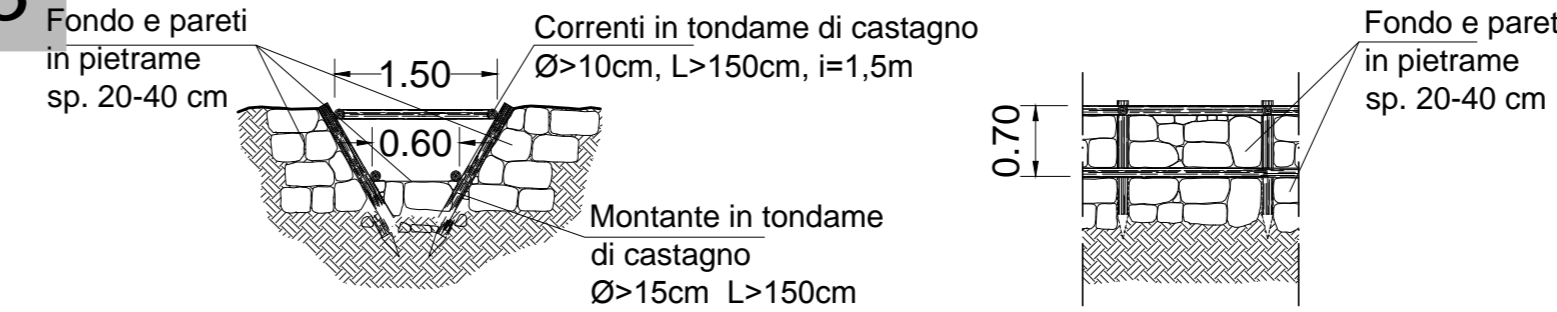 Fondo e pareti
in pietrame
sp. 20-40 cm
1.50
0.60
Correnti in tondame di castagno
Ø>10cm, L>150cm, i=1,5m
Montante in tondame
di castagno
Ø>15cm L>150cm
0.70
Fondo e paret
in pietrame
sp. 20-40 cm